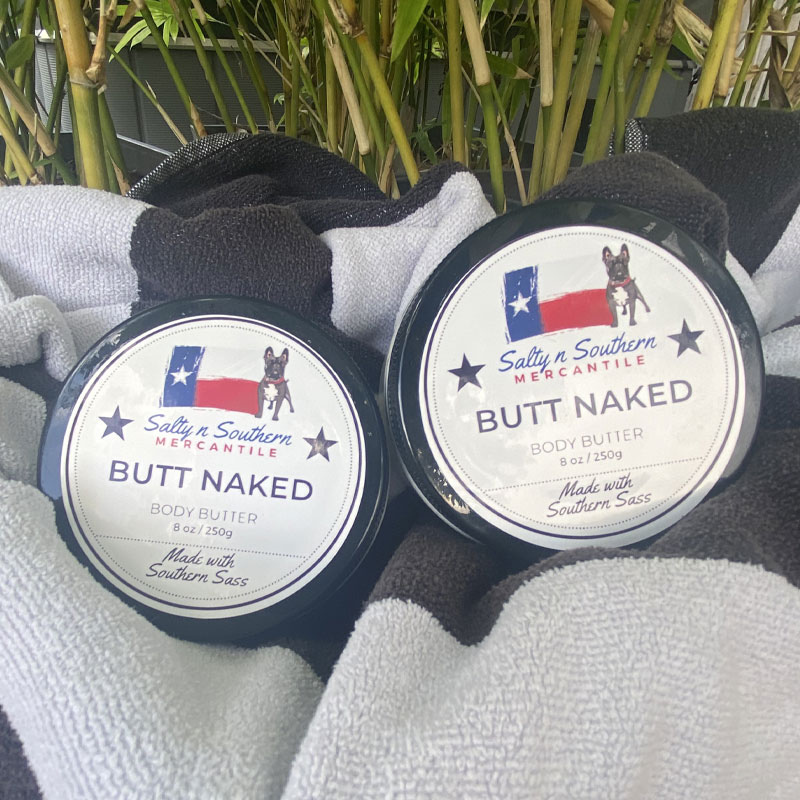 Salty n Southern
MERCANTILE
BUTT NAKED
BODY BUTTER
8 oz / 250g
Made with
Southern Sass
Salty n Southern
MERCANTILE
BUTT NAKED
BODY BUTTER
8 oz / 250g
Made with
Southern Sass